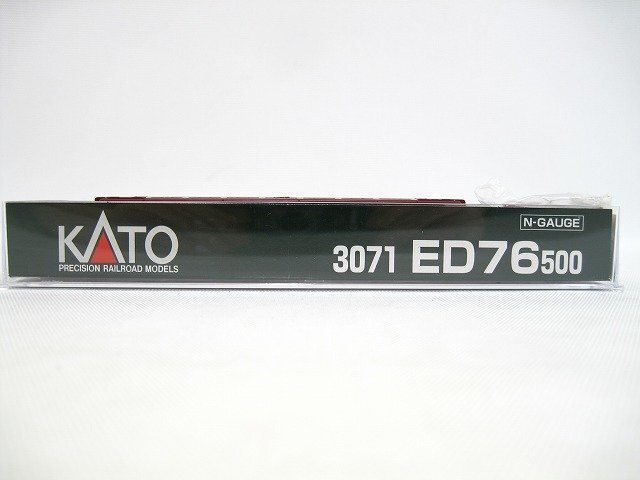 KATO
PRECISION RAILROAD MODELS
N-GAUGE
3071 ED76500